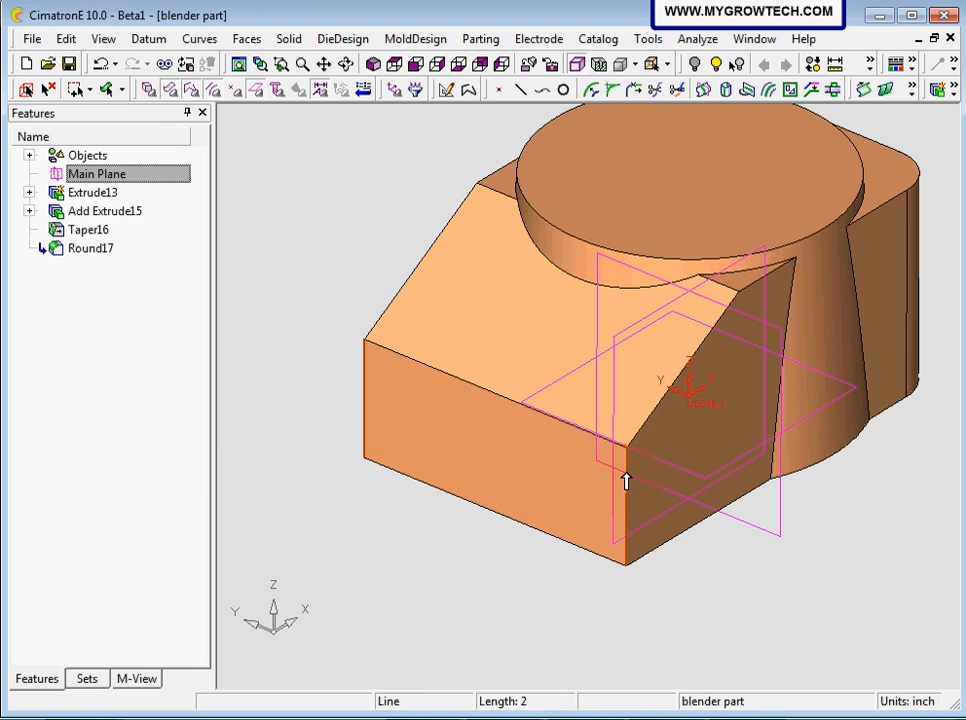 CimatronE 10.0 - Beta1 - [blender part]
WWW.MYGROWTECH.COM
File Edit View Datum Curves Faces Solid DieDesign MoldDesign Parting Electrode Catalog Tools Analyze Window Help
Features
Name
Objects
Main Plane
Extrude13
Add Extrude15
Taper16
Round17
Z
Y X
Z
Y X
Features Sets M-View
Line Length: 2 blender part Units: inch